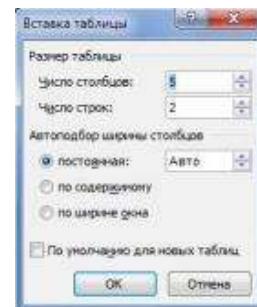 Вставка таблицы
Размер таблицы
Число столбцов: 5
Число строк: 2
Автоподбор ширины столбцов
постоянная: Авто
по содержимому
по ширине окна
По умолчанию для новых таблиц
ОК Отмена